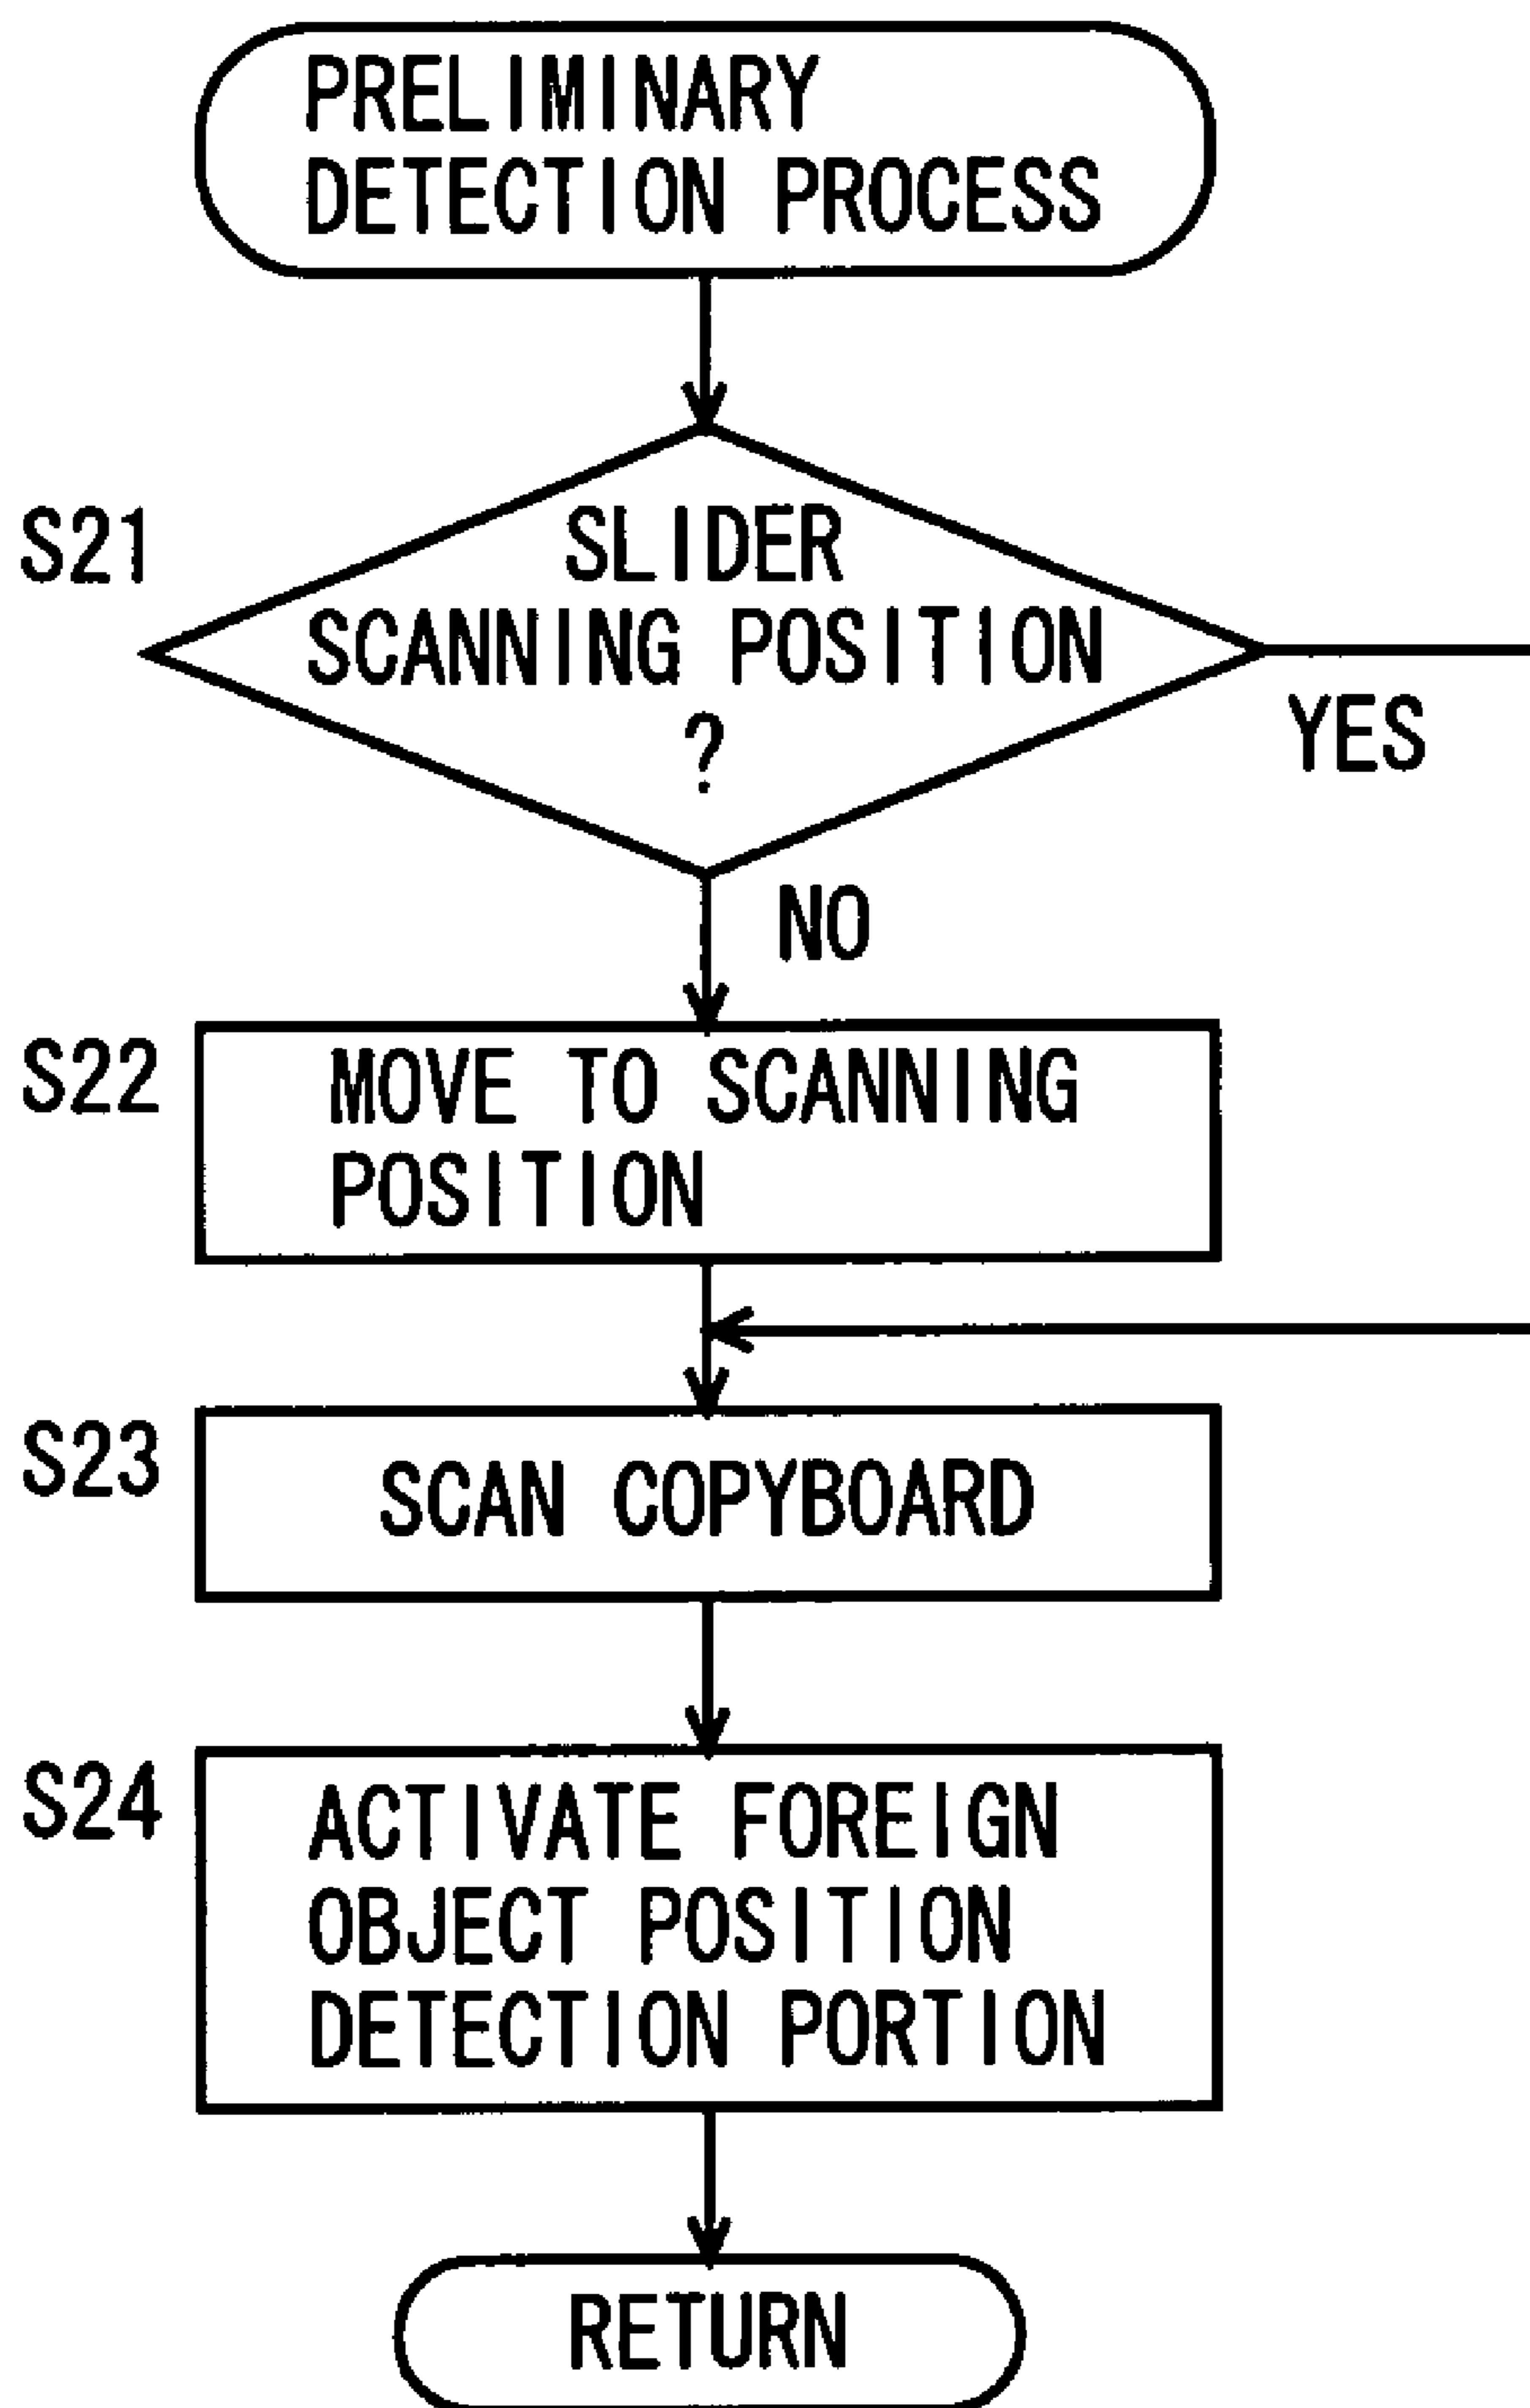 PRELIMINARY
DETECTION PROCESS
S21
SLIDER
SCANNING POSITION
?
YES
NO
S22
MOVE TO SCANNING
POSITION
S23
SCAN COPYBOARD
S24
ACTIVATE FOREIGN
OBJECT POSITION
DETECTION PORTION
RETURN